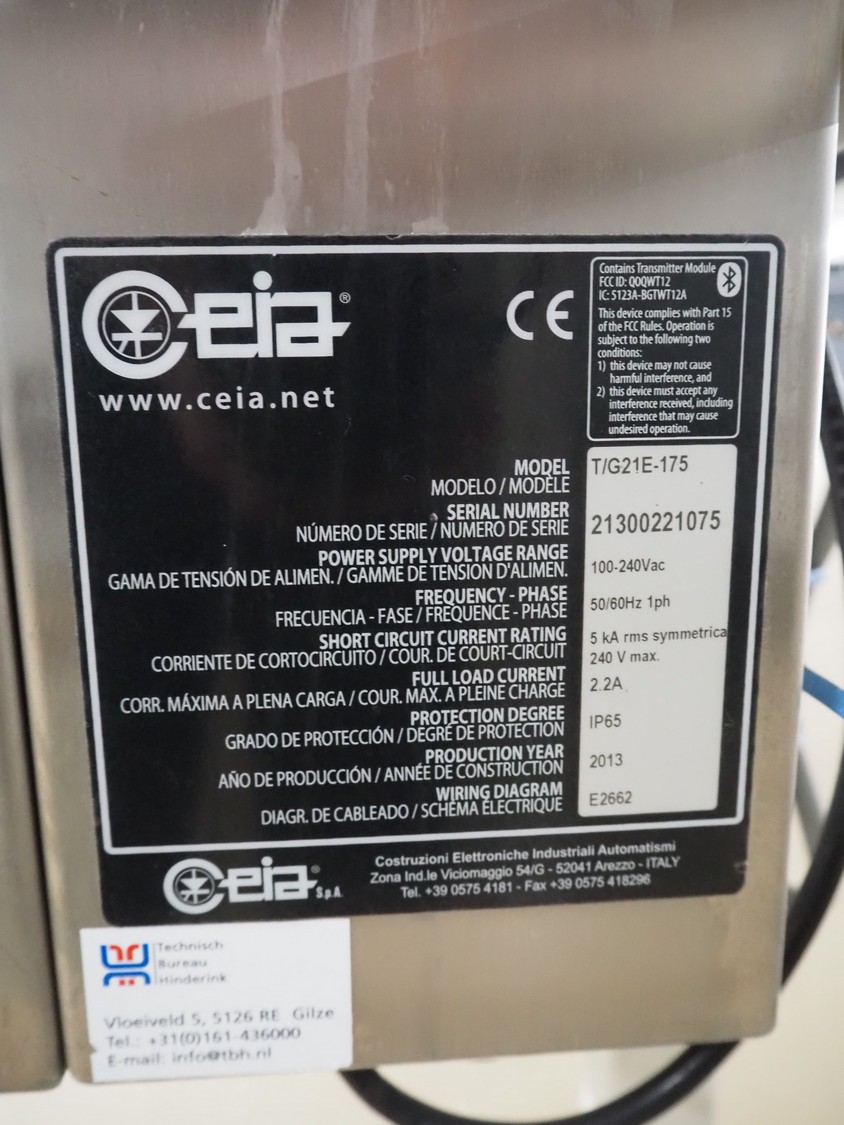 Ceia®
www.ceia.net
CE
Contains Transmitter Module
FCC ID: QOQWT12
IC: 5123A-BGTWT12A
This device complies with Part 15
of the FCC Rules. Operation is
subject to the following two
conditions:
1) this device may not cause
harmful interference, and
2) this device must accept any
interference received, including
interference that may cause
undesired operation.
MODEL
MODELO / MODÈLE
T/G21E-175
SERIAL NUMBER
NÚMERO DE SERIE / NUMERO DE SERIE
21300221075
POWER SUPPLY VOLTAGE RANGE
GAMA DE TENSIÓN DE ALIMEN. / GAMME DE TENSION D'ALIMEN.
100-240Vac
FREQUENCY - PHASE
FRECUENCIA - FASE / FREQUENCE - PHASE
50/60Hz 1ph
SHORT CIRCUIT CURRENT RATING
CORRIENTE DE CORTOCIRCUITO / COUR. DE COURT-CIRCUIT
5 kA rms symmetrica
240 V max.
FULL LOAD CURRENT
CORR. MÁXIMA A PLENA CARGA / COUR. MAX. A PLEINE CHARGE
2.2A
PROTECTION DEGREE
GRADO DE PROTECCIÓN / DEGRÉ DE PROTECTION
IP65
PRODUCTION YEAR
AÑO DE PRODUCCIÓN / ANNÉE DE CONSTRUCTION
2013
WIRING DIAGRAM
DIAGR. DE CABLEADO / SCHÉMA ÉLECTRIQUE
E2662
Ceia® S.p.A.
Costruzioni Elettroniche Industriali Automatismi
Zona Ind.le Viciomaggio 54/G - 52041 Arezzo - ITALY
Tel. +39 0575 4181 - Fax +39 0575 418296
Technisch
Bureau
Hinderink
Vloeiveld 5, 5126 RE Gilze
Tel.: +31(0)161-436000
E-mail: info@tbh.nl